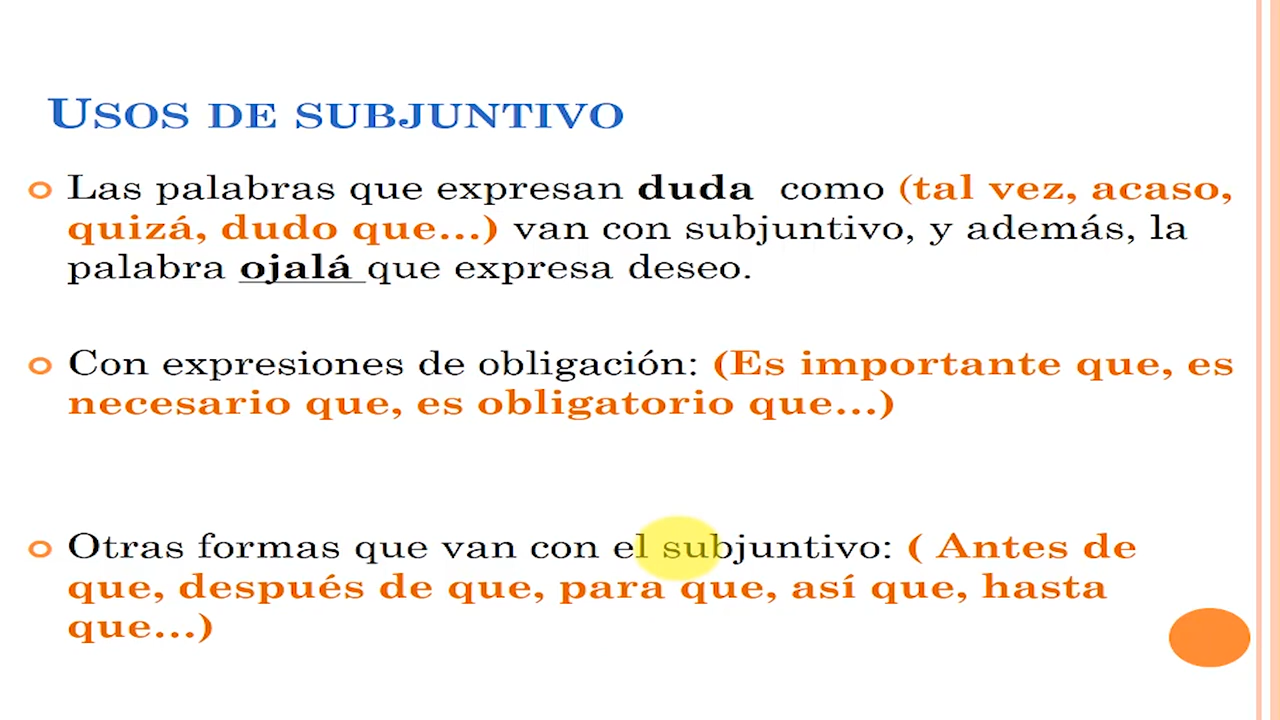 USOS DE SUBJUNTIVO
Las palabras que expresan duda como (tal vez, acaso,
quizá, dudo que...) van con subjuntivo, y además, la
palabra ojalá que expresa deseo.
Con expresiones de obligación: (Es importante que, es
necesario que, es obligatorio que...)
Otras formas que van con el subjuntivo: ( Antes de
que, después de que, para que, así que, hasta
que...)